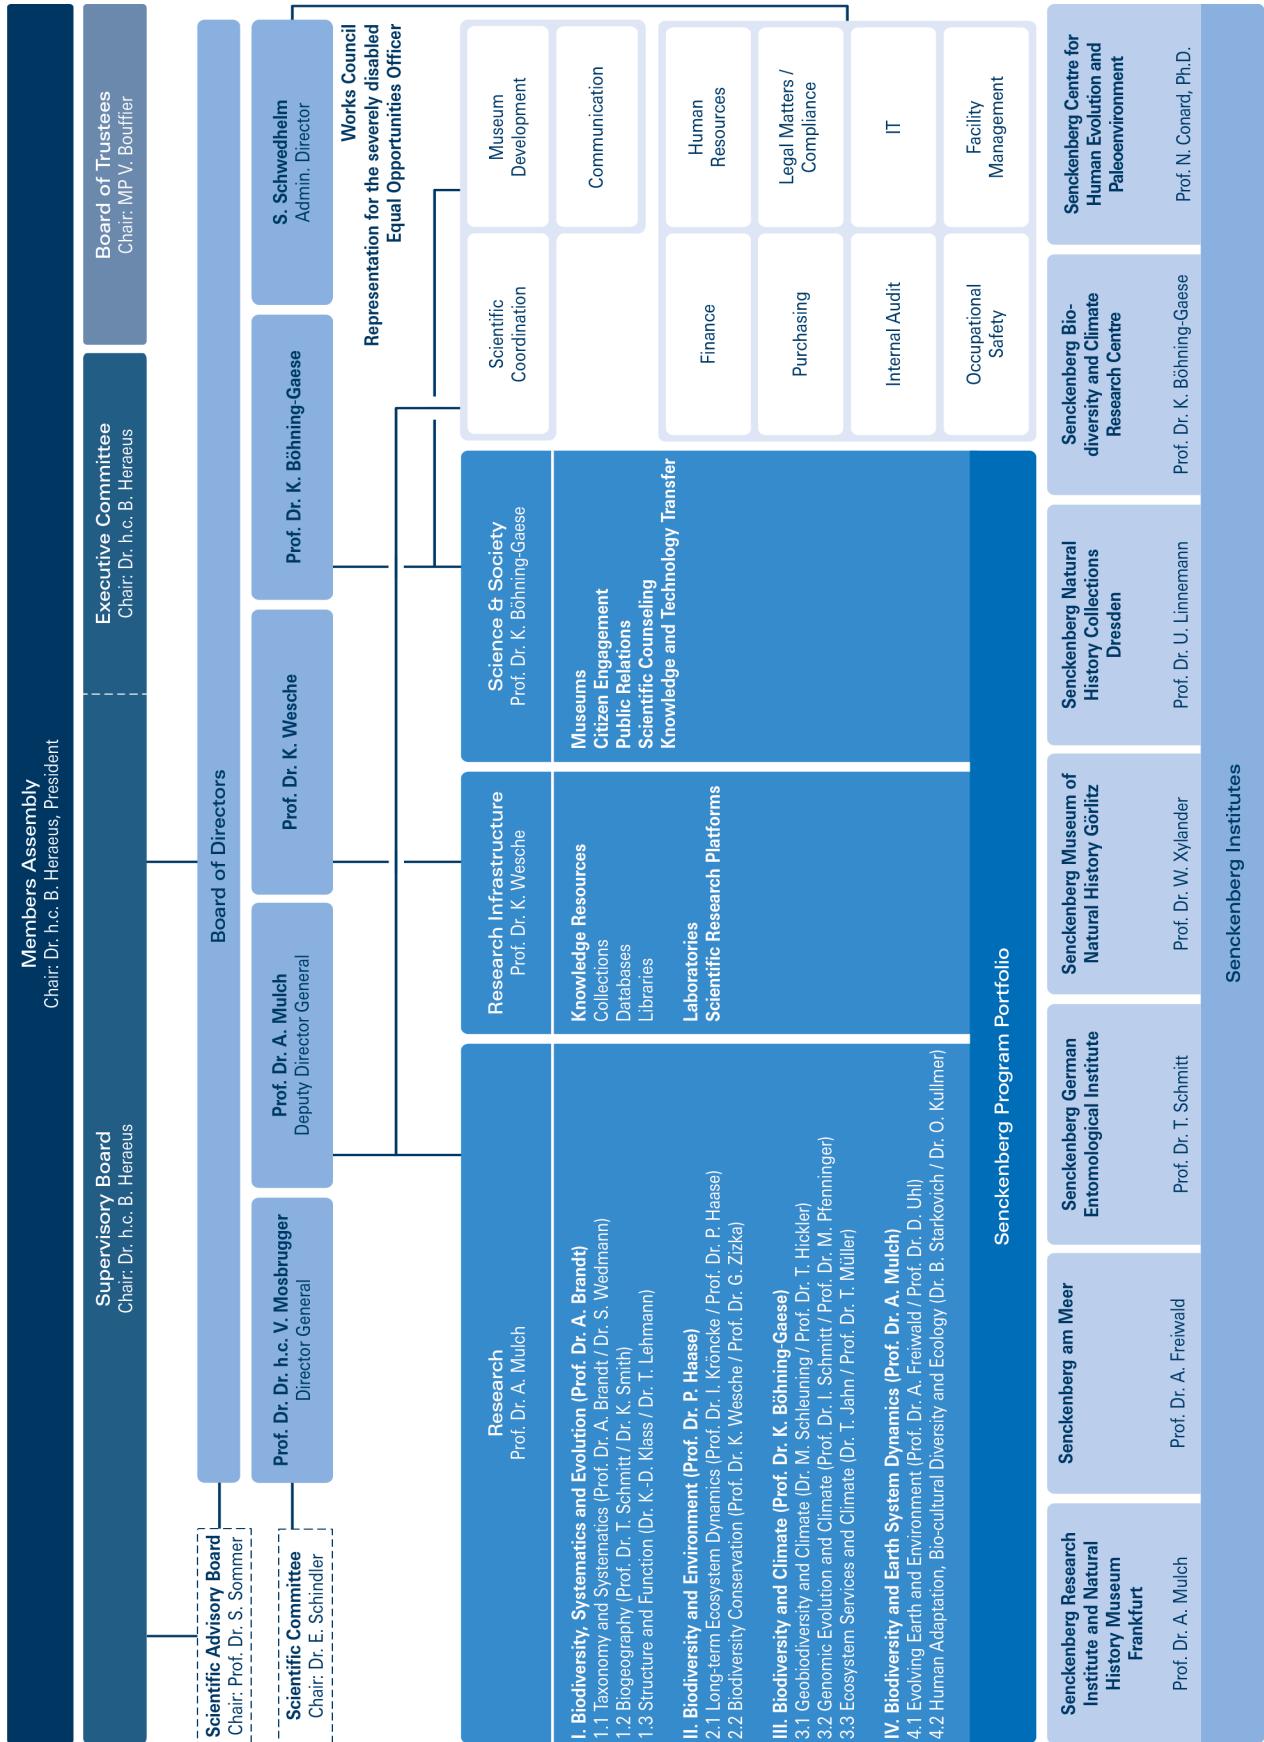 Members Assembly
Chair: Dr. h.c. B. Heraeus, President
Supervisory Board
Chair: Dr. h.c. B. Heraeus
Executive Committee
Chair: Dr. h.c. B. Heraeus
Board of Trustees
Chair: MP V. Bouffier
Scientific Advisory Board
Chair: Prof. Dr. S. Sommer
Board of Directors
Scientific Committee
Chair: Dr. E. Schindler
Prof. Dr. Dr. h.c. V. Mosbrugger
Director General
Prof. Dr. A. Mulch
Deputy Director General
Prof. Dr. K. Wesche
Prof. Dr. K. Böhning-Gaese
S. Schwedhelm
Admin. Director
Works Council
Representation for the severely disabled
Equal Opportunities Officer
Research
Prof. Dr. A. Mulch
I. Biodiversity, Systematics and Evolution (Prof. Dr. A. Brandt)
1.1 Taxonomy and Systematics (Prof. Dr. A. Brandt / Dr. S. Wedmann)
1.2 Biogeography (Prof. Dr. T. Schmitt / Dr. K. Smith)
1.3 Structure and Function (Dr. K.-D. Klass / Dr. T. Lehmann)
II. Biodiversity and Environment (Prof. Dr. P. Haase)
2.1 Long-term Ecosystem Dynamics (Prof. Dr. I. Kröncke / Prof. Dr. P. Haase)
2.2 Biodiversity Conservation (Prof. Dr. K. Wesche / Prof. Dr. G. Zizka)
III. Biodiversity and Climate (Prof. Dr. K. Böhning-Gaese)
3.1 Geobiodiversity and Climate (Dr. M. Schleuning / Prof. Dr. T. Hickler)
3.2 Genomic Evolution and Climate (Prof. Dr. I. Schmitt / Prof. Dr. M. Pfenninger)
3.3 Ecosystem Services and Climate (Dr. T. Jahn / Prof. Dr. T. Müller)
IV. Biodiversity and Earth System Dynamics (Prof. Dr. A. Mulch)
4.1 Evolving Earth and Environment (Prof. Dr. A. Freiwald / Prof. Dr. D. Uhl)
4.2 Human Adaptation, Bio-cultural Diversity and Ecology (Dr. B. Starkovich / Dr. O. Kullmer)
Research Infrastructure
Prof. Dr. K. Wesche
Knowledge Resources
Collections
Databases
Libraries
Laboratories
Scientific Research Platforms
Science & Society
Prof. Dr. K. Böhning-Gaese
Museums
Citizen Engagement
Public Relations
Scientific Counseling
Knowledge and Technology Transfer
Senckenberg Program Portfolio
Scientific
Coordination
Museum
Development
Communication
Finance
Human
Resources
Purchasing
Legal Matters /
Compliance
Internal Audit
IT
Occupational
Safety
Facility
Management
Senckenberg Research
Institute and Natural
History Museum
Frankfurt
Prof. Dr. A. Mulch
Senckenberg am Meer
Prof. Dr. A. Freiwald
Senckenberg German
Entomological Institute
Prof. Dr. T. Schmitt
Senckenberg Museum of
Natural History Görlitz
Prof. Dr. W. Xylander
Senckenberg Natural
History Collections
Dresden
Prof. Dr. U. Linnemann
Senckenberg Bio-
diversity and Climate
Research Centre
Prof. Dr. K. Böhning-Gaese
Senckenberg Centre for
Human Evolution and
Paleoenvironment
Prof. N. Conard, Ph.D.
Senckenberg Institutes